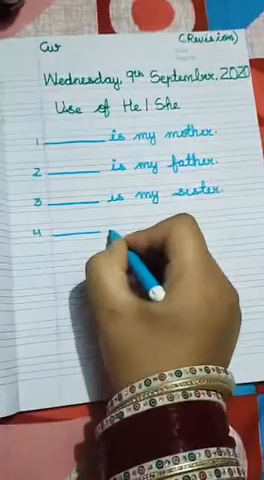 CW (Revision)
Wednesday, 9th September, 2020
Use of He / She
1. ______ is my mother.
2. ______ is my father.
3. ______ is my sister.
4. ______